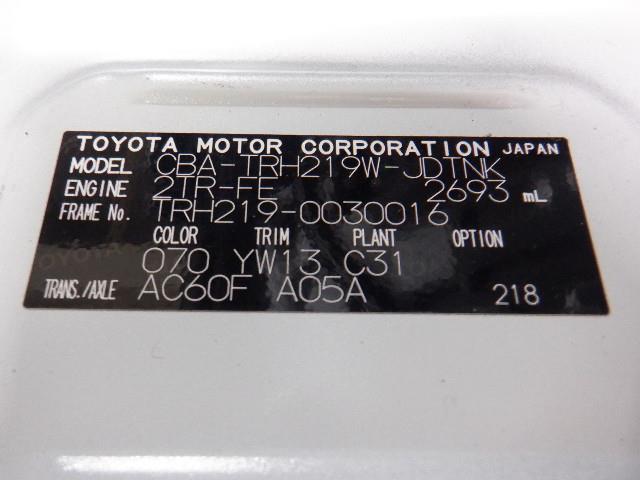 TOYOTA MOTOR CORPORATION JAPAN
MODEL CBA-TRH219W-JDTNK
ENGINE 2TR-FE 2693 mL
FRAME No. TRH219-0030016
COLOR TRIM PLANT OPTION
070 YW13 C31
TRANS./AXLE AC60F A05A 218